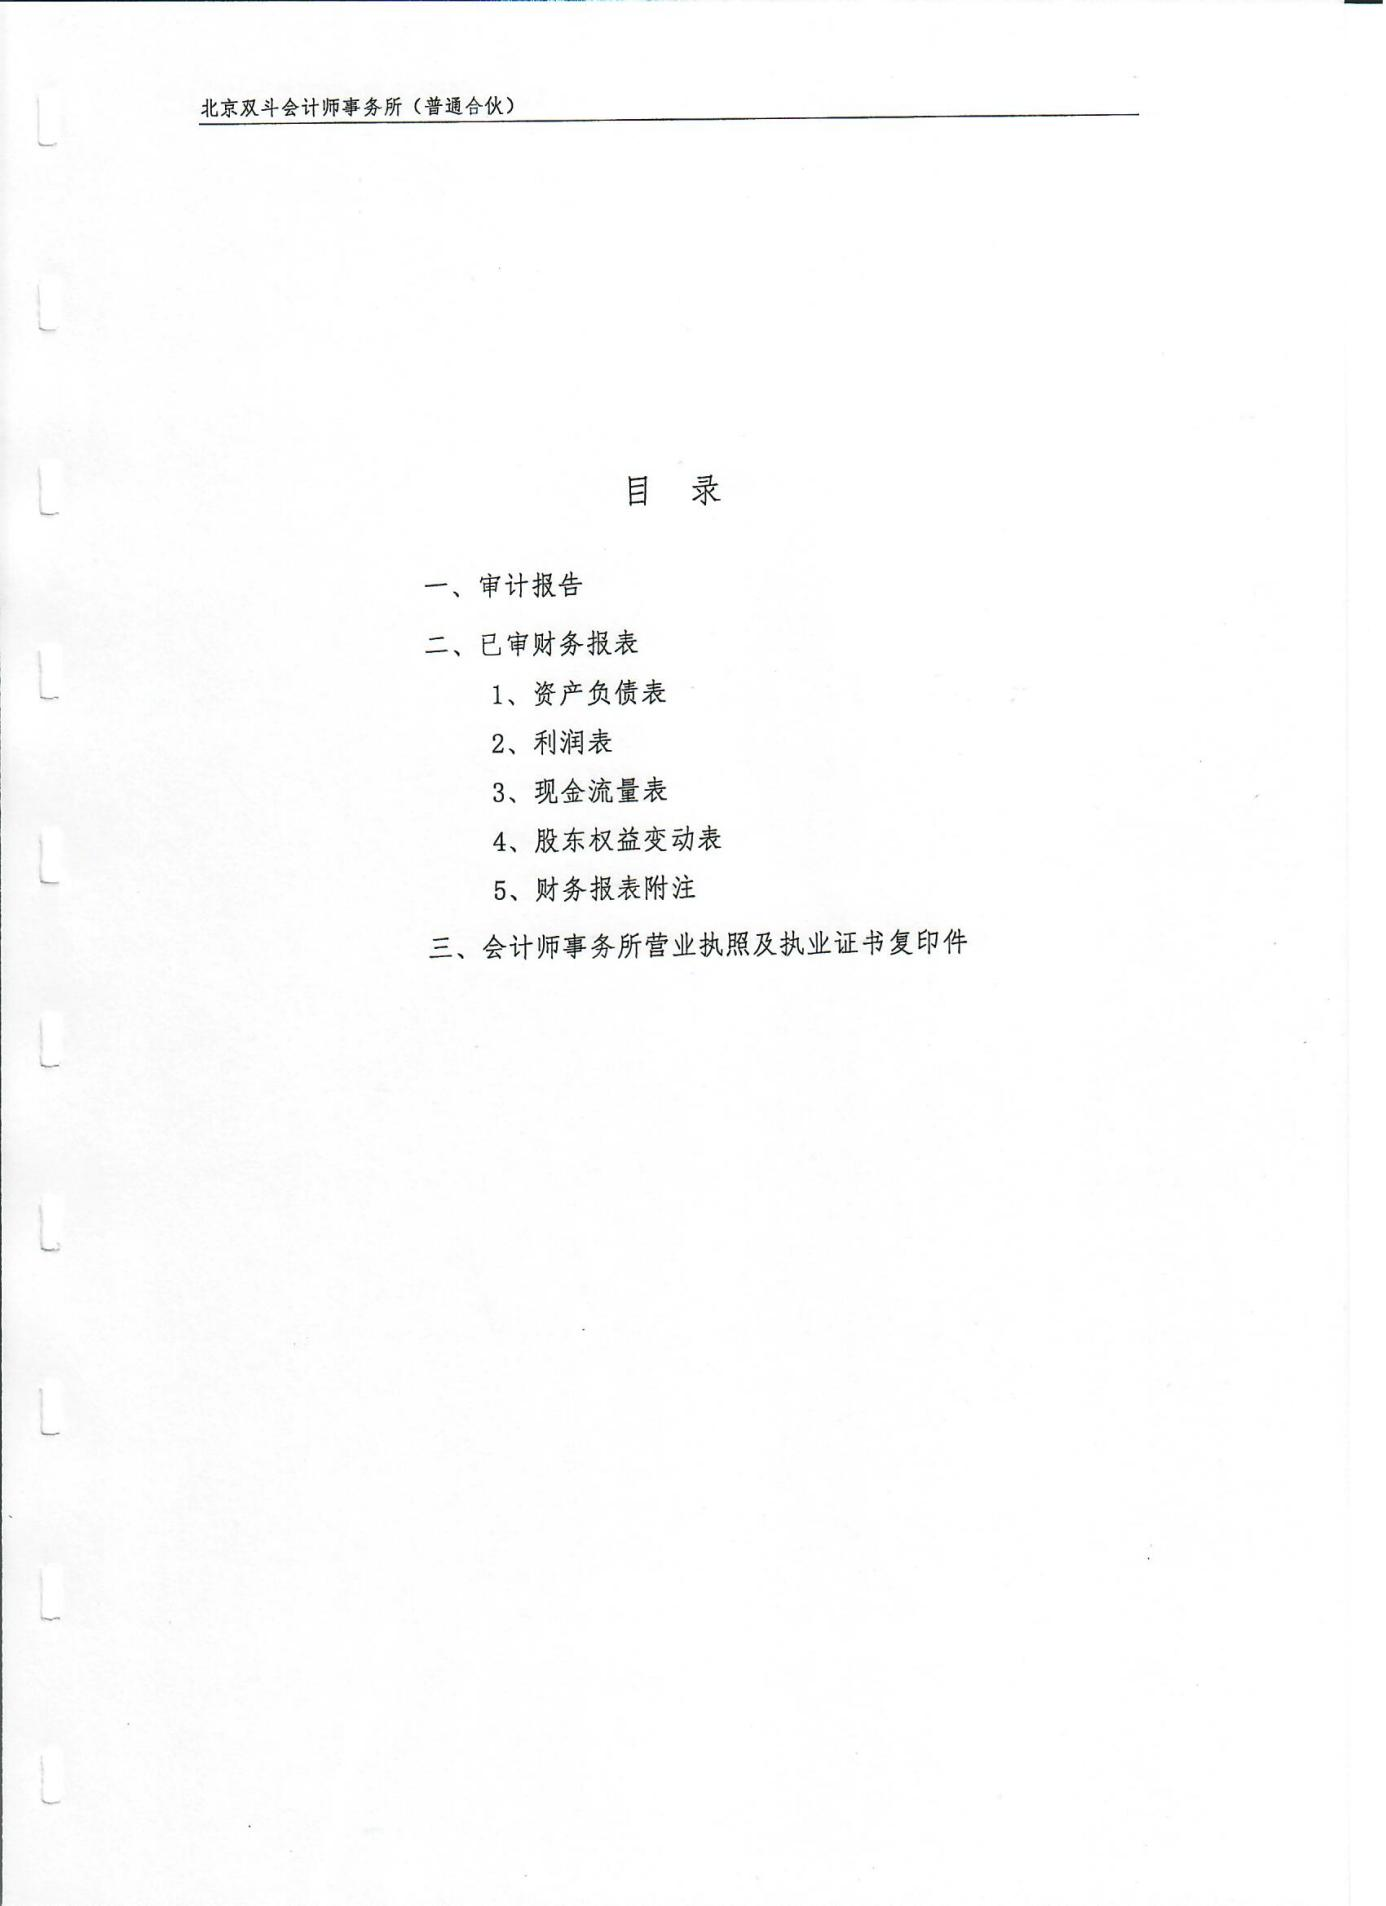 北京双斗会计师事务所（普通合伙）
目 录
一、审计报告
二、已审财务报表
1、资产负债表
2、利润表
3、现金流量表
4、股东权益变动表
5、财务报表附注
三、会计师事务所营业执照及执业证书复印件